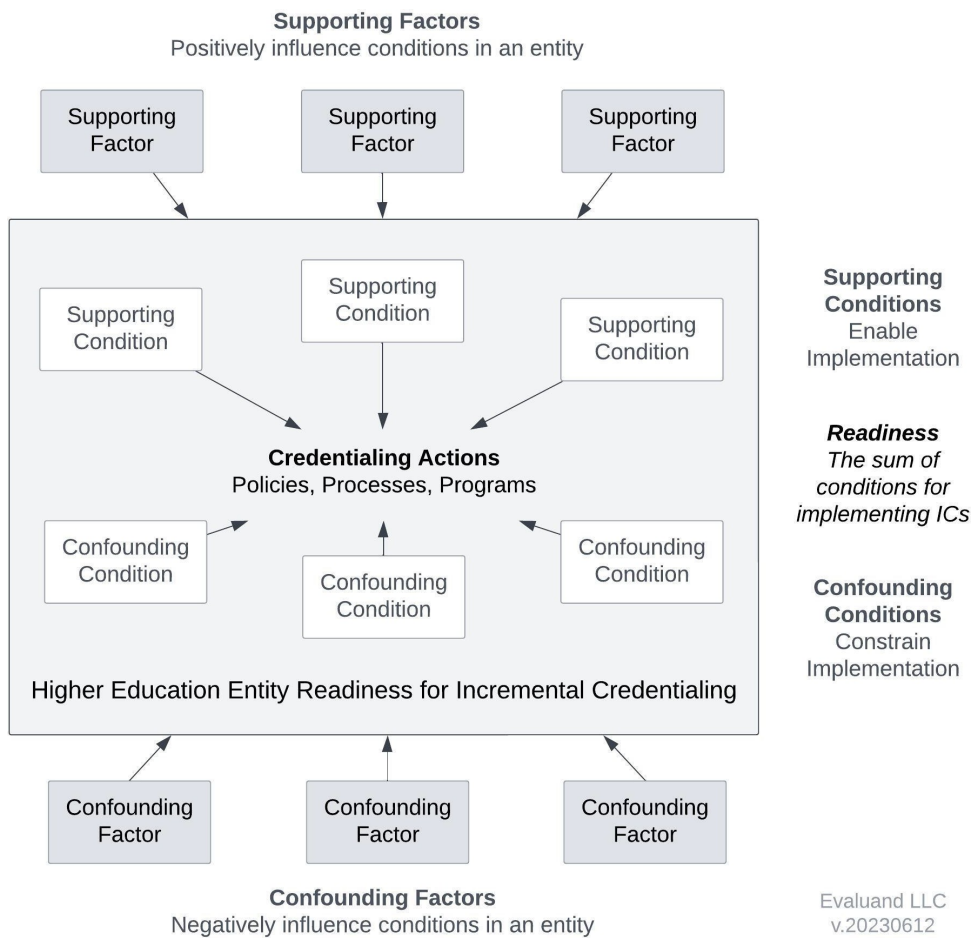 Supporting Factors
Positively influence conditions in an entity
Supporting
Factor
Supporting
Factor
Supporting
Factor
Supporting
Condition
Supporting
Condition
Supporting
Condition
Supporting
Conditions
Enable
Implementation
Credentialing Actions
Policies, Processes, Programs
Readiness
The sum of
conditions for
implementing ICs
Confounding
Condition
Confounding
Condition
Confounding
Condition
Confounding
Conditions
Constrain
Implementation
Higher Education Entity Readiness for Incremental Credentialing
Confounding
Factor
Confounding
Factor
Confounding
Factor
Confounding Factors
Negatively influence conditions in an entity
Evaluand LLC
v.20230612